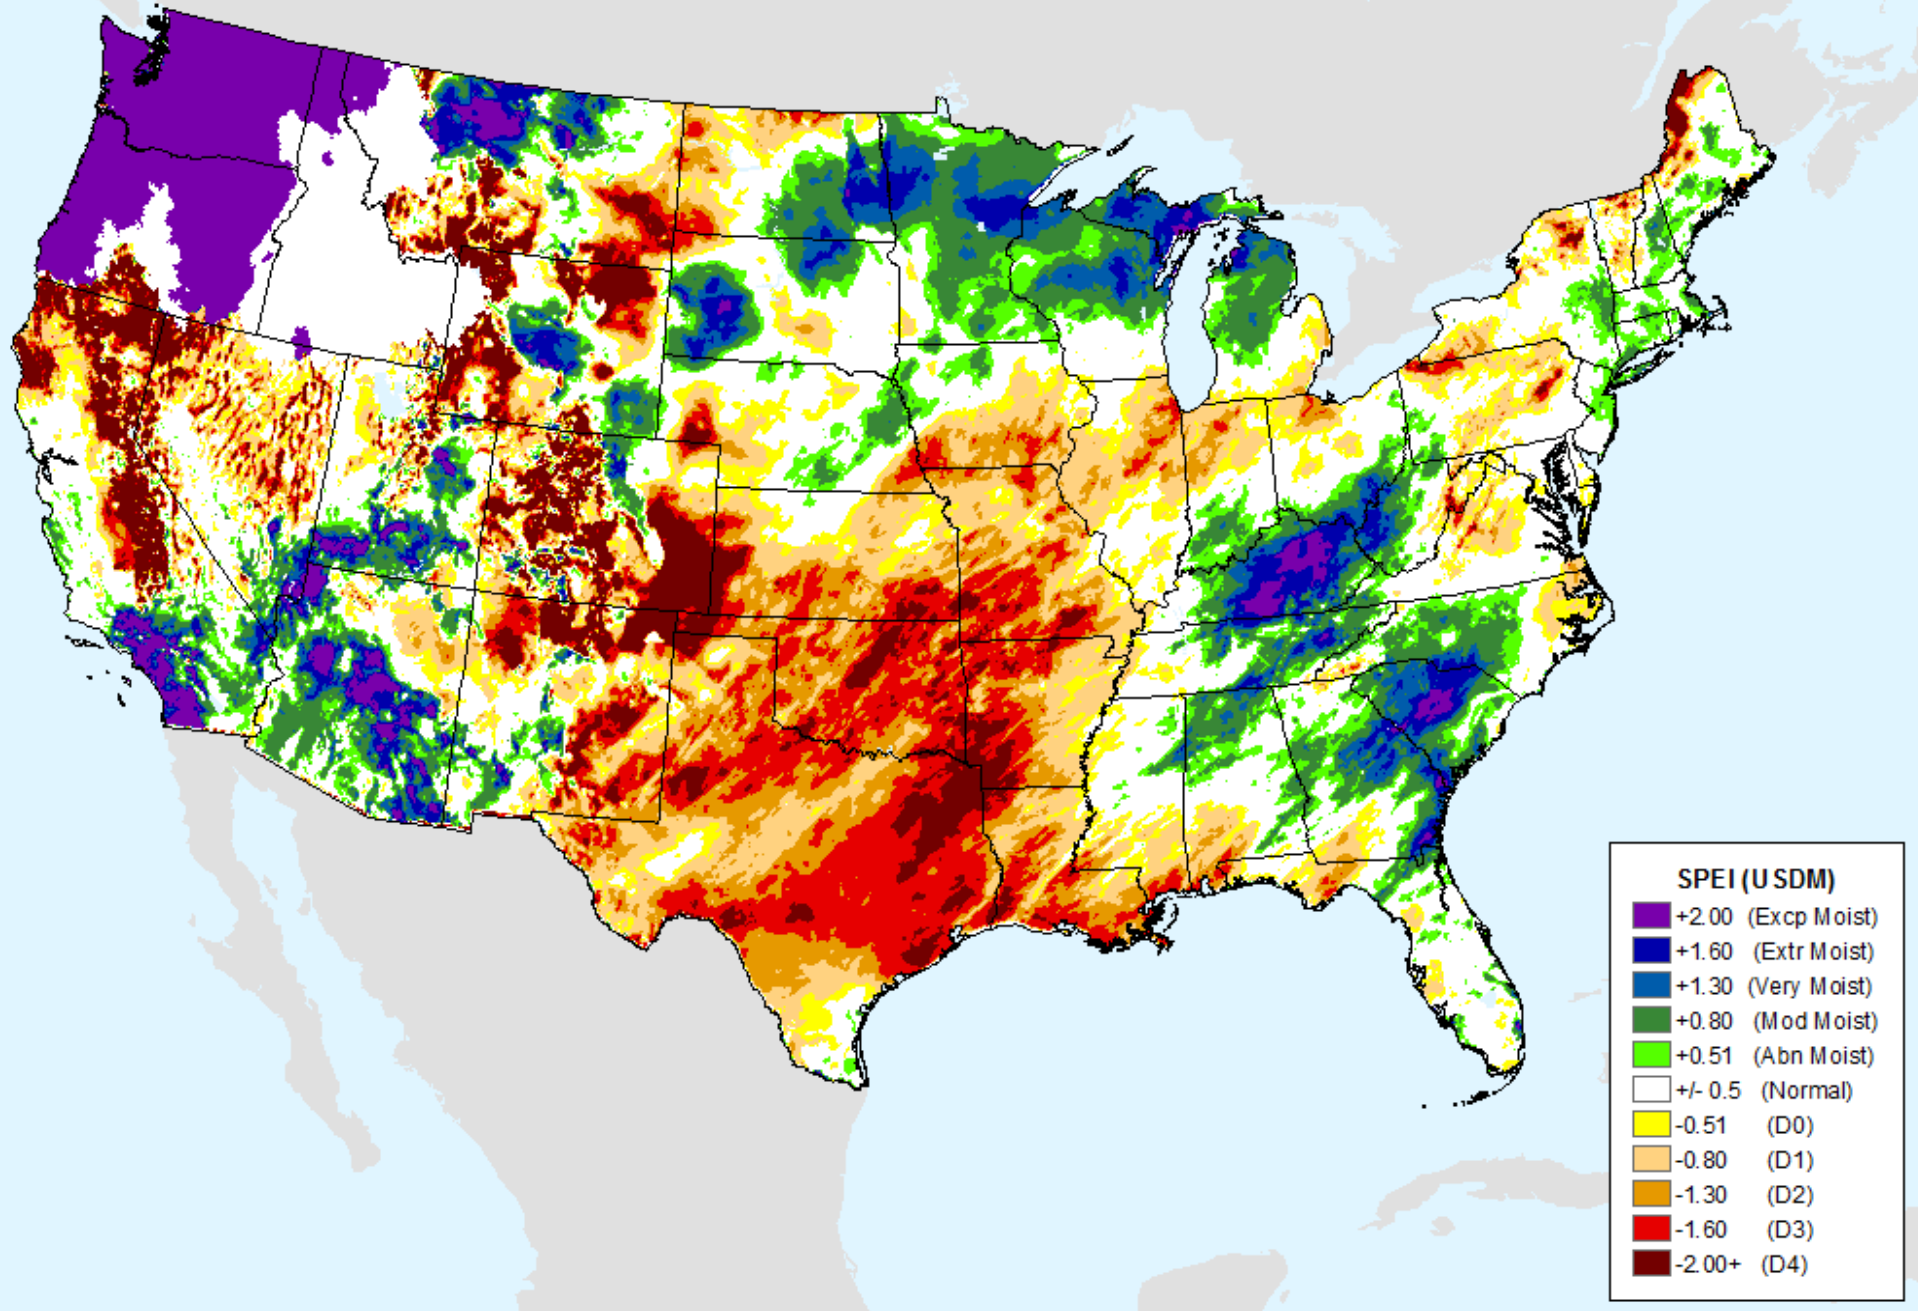 SPEI (USDM)
+2.00 (Excp Moist)
+1.60 (Extr Moist)
+1.30 (Very Moist)
+0.80 (Mod Moist)
+0.51 (Abn Moist)
+/- 0.5 (Normal)
-0.51 (D0)
-0.80 (D1)
-1.30 (D2)
-1.60 (D3)
-2.00+ (D4)